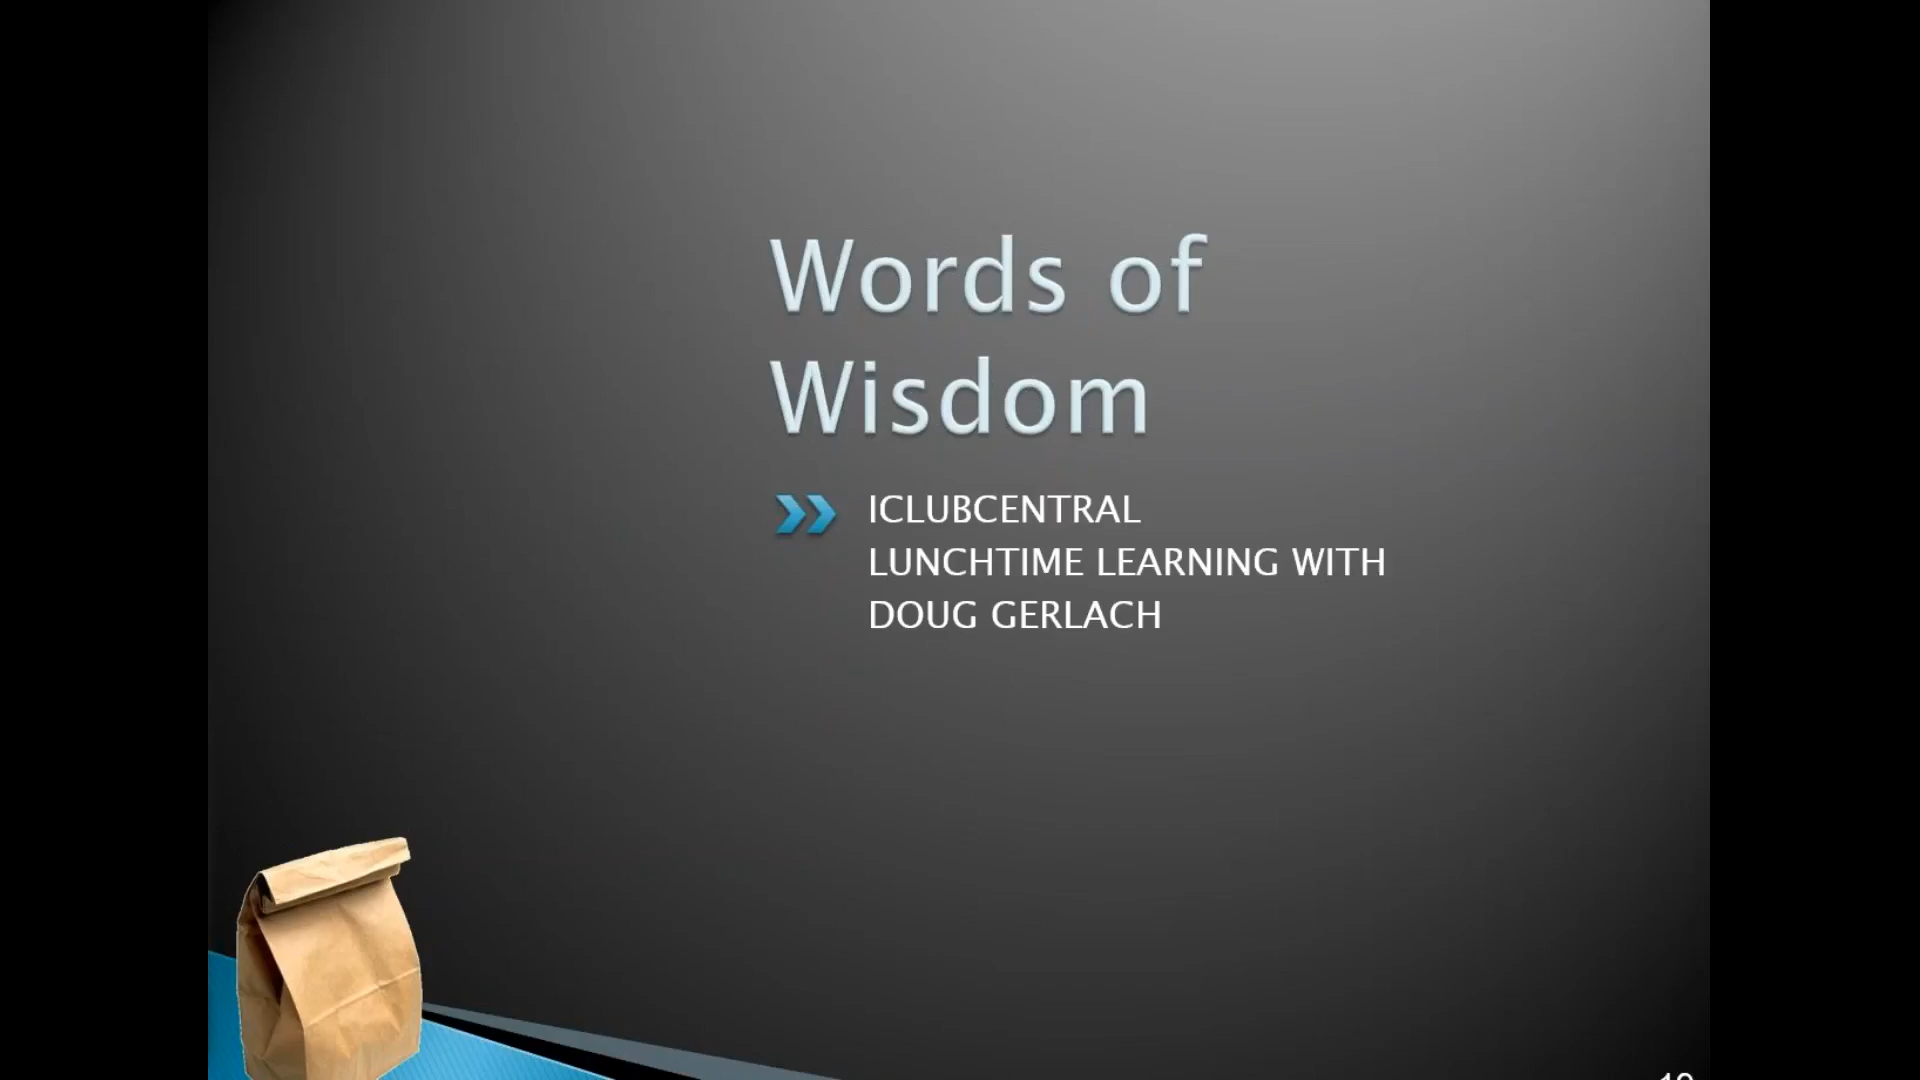 Words of
Wisdom
ICLUBCENTRAL
LUNCHTIME LEARNING WITH
DOUG GERLACH